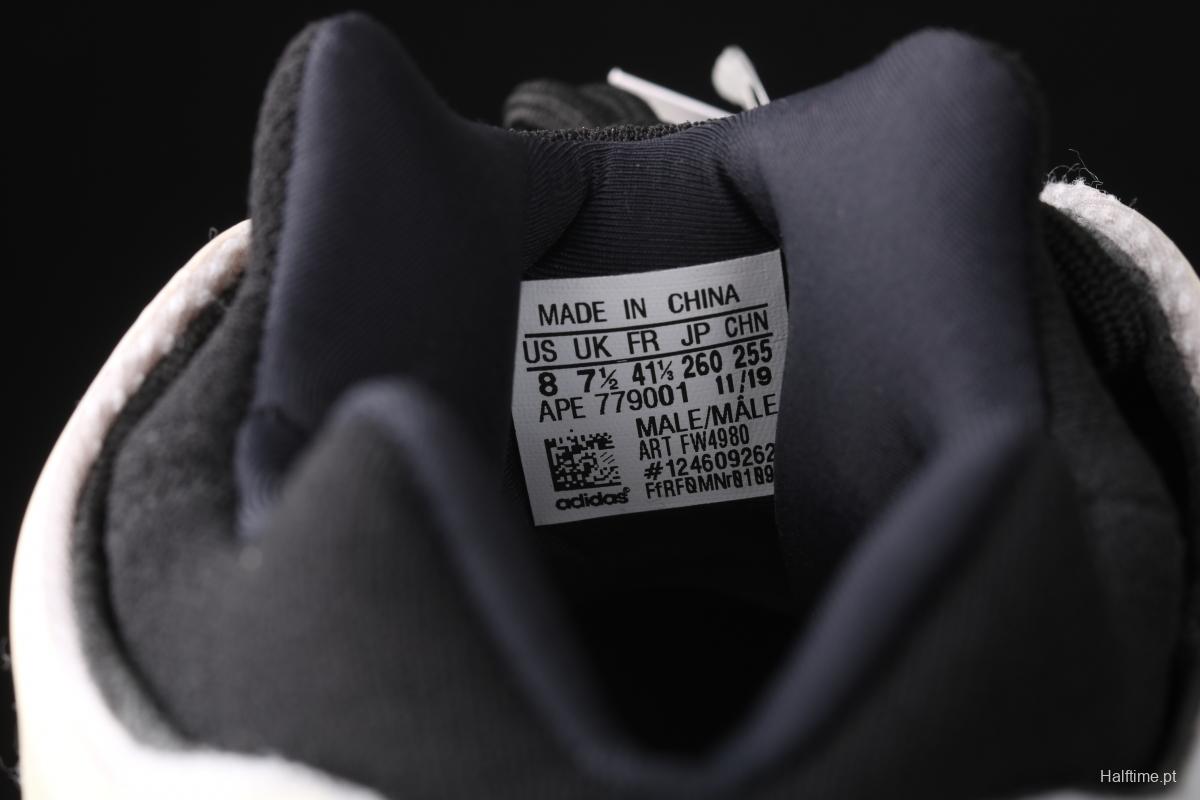 MADE IN CHINA
US UK FR JP CHN
8 7½ 41⅓ 260 255
APE 779001 11/19
MALE/MÂLE
ART FW4980
#124609262
FfRFQMNr0109
adidas
Halftime.pt